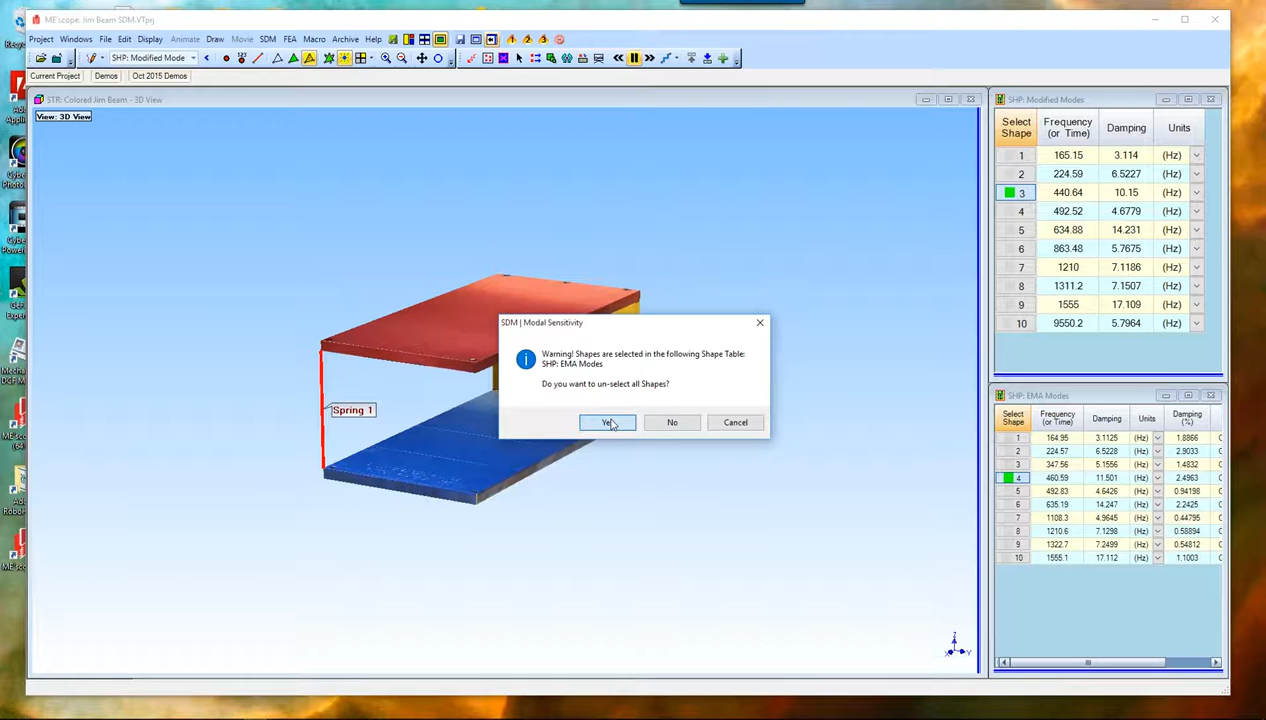 ME'scope: Jim Beam SDM.VTprj
Project Windows File Edit Display Animate Draw Movie SDM FEA Macro Archive Help
SHP: Modified Mode
Current Project Demos Oct 2015 Demos
STR: Colored Jim Beam - 3D View
View: 3D View
Spring 1
SDM | Modal Sensitivity
Warning! Shapes are selected in the following Shape Table:
SHP: EMA Modes
Do you want to un-select all Shapes?
No Cancel
SHP: Modified Modes
Select Shape Frequency (or Time) Damping Units
1 165.15 3.114 (Hz)
2 224.59 6.5227 (Hz)
3 440.64 10.15 (Hz)
4 492.52 4.6779 (Hz)
5 634.88 14.231 (Hz)
6 863.48 5.7675 (Hz)
7 1210 7.1186 (Hz)
8 1311.2 7.1507 (Hz)
9 1555 17.109 (Hz)
10 9550.2 5.7964 (Hz)
SHP: EMA Modes
Select Shape Frequency (or Time) Damping Units Damping (%)
1 164.95 3.1125 (Hz) 1.8866
2 224.57 6.5228 (Hz) 2.9033
3 347.56 5.1556 (Hz) 1.4832
4 460.59 11.501 (Hz) 2.4963
5 492.83 4.6426 (Hz) 0.94198
6 635.19 14.247 (Hz) 2.2425
7 1108.3 4.9645 (Hz) 0.44795
8 1210.6 7.1298 (Hz) 0.58894
9 1322.7 7.2499 (Hz) 0.54812
10 1555.1 17.112 (Hz) 1.1003
Z
X Y